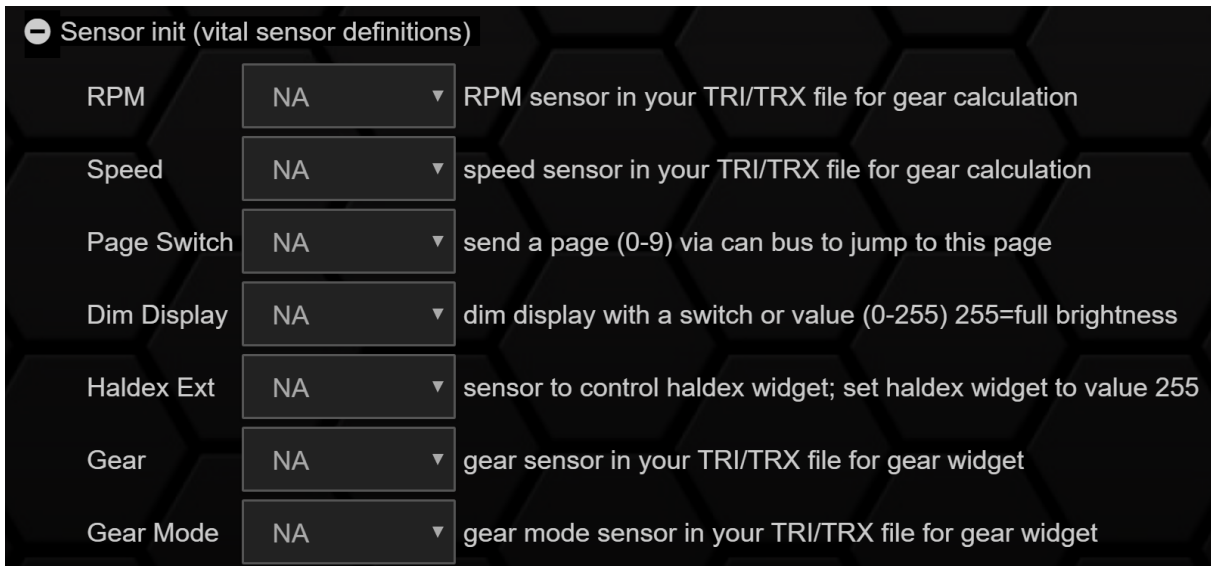 Sensor init (vital sensor definitions)
RPM NA RPM sensor in your TRI/TRX file for gear calculation
Speed NA speed sensor in your TRI/TRX file for gear calculation
Page Switch NA send a page (0-9) via can bus to jump to this page
Dim Display NA dim display with a switch or value (0-255) 255=full brightness
Haldex Ext NA sensor to control haldex widget; set haldex widget to value 255
Gear NA gear sensor in your TRI/TRX file for gear widget
Gear Mode NA gear mode sensor in your TRI/TRX file for gear widget